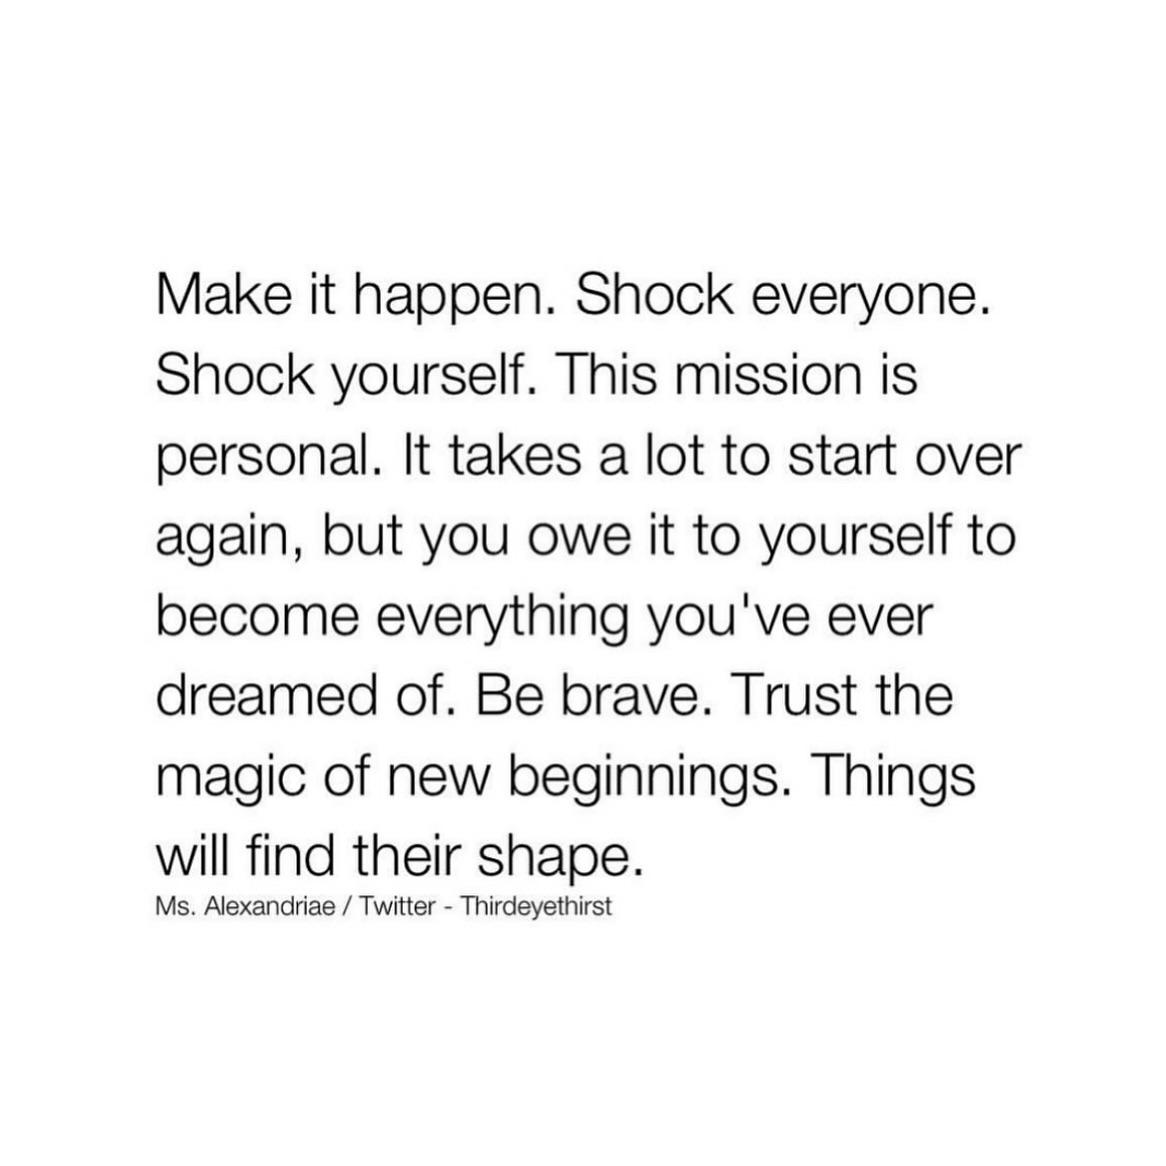 Make it happen. Shock everyone.
Shock yourself. This mission is
personal. It takes a lot to start over
again, but you owe it to yourself to
become everything you've ever
dreamed of. Be brave. Trust the
magic of new beginnings. Things
will find their shape.
Ms. Alexandriae / Twitter - Thirdeyethirst